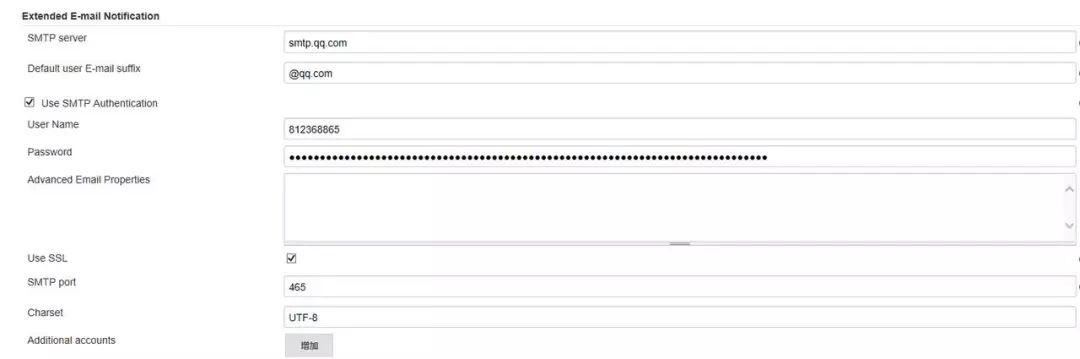 Extended E-mail Notification
SMTP server
smtp.qq.com
Default user E-mail suffix
@qq.com
Use SMTP Authentication
User Name
812368865
Password
Advanced Email Properties
Use SSL
SMTP port
465
Charset
UTF-8
Additional accounts
增加